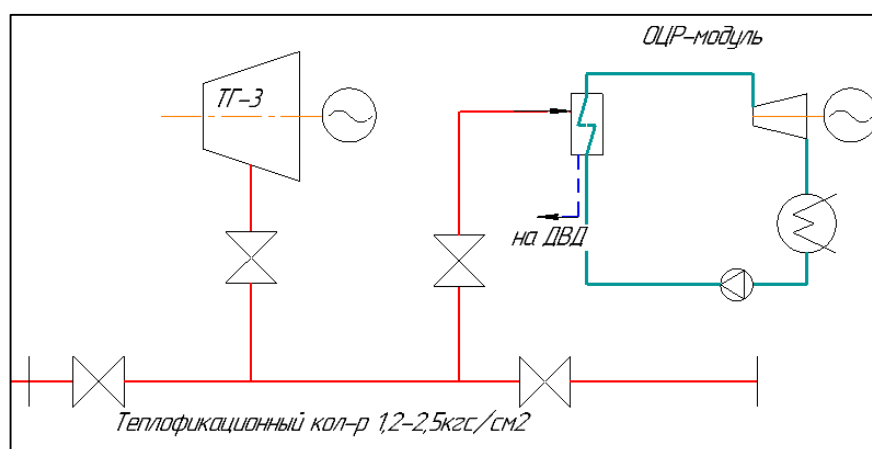 ОЦР-модуль
ТГ-3
на ДВД
Теплофикационный кол-р 1,2-2,5кгс/см2